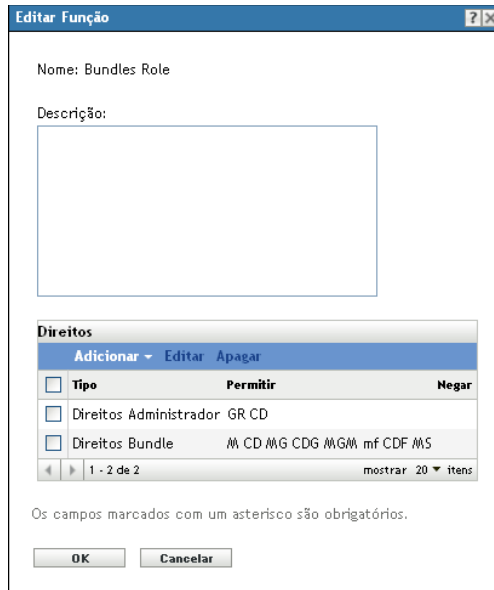 Editar Função
Nome: Bundles Role
Descrição:
Direitos
Adicionar Editar Apagar
Tipo Permitir Negar
Direitos Administrador GR CD
Direitos Bundle M CD MG CDG MGM mf CDF MS
1 - 2 de 2 mostrar 20 itens
Os campos marcados com um asterisco são obrigatórios.
OK Cancelar